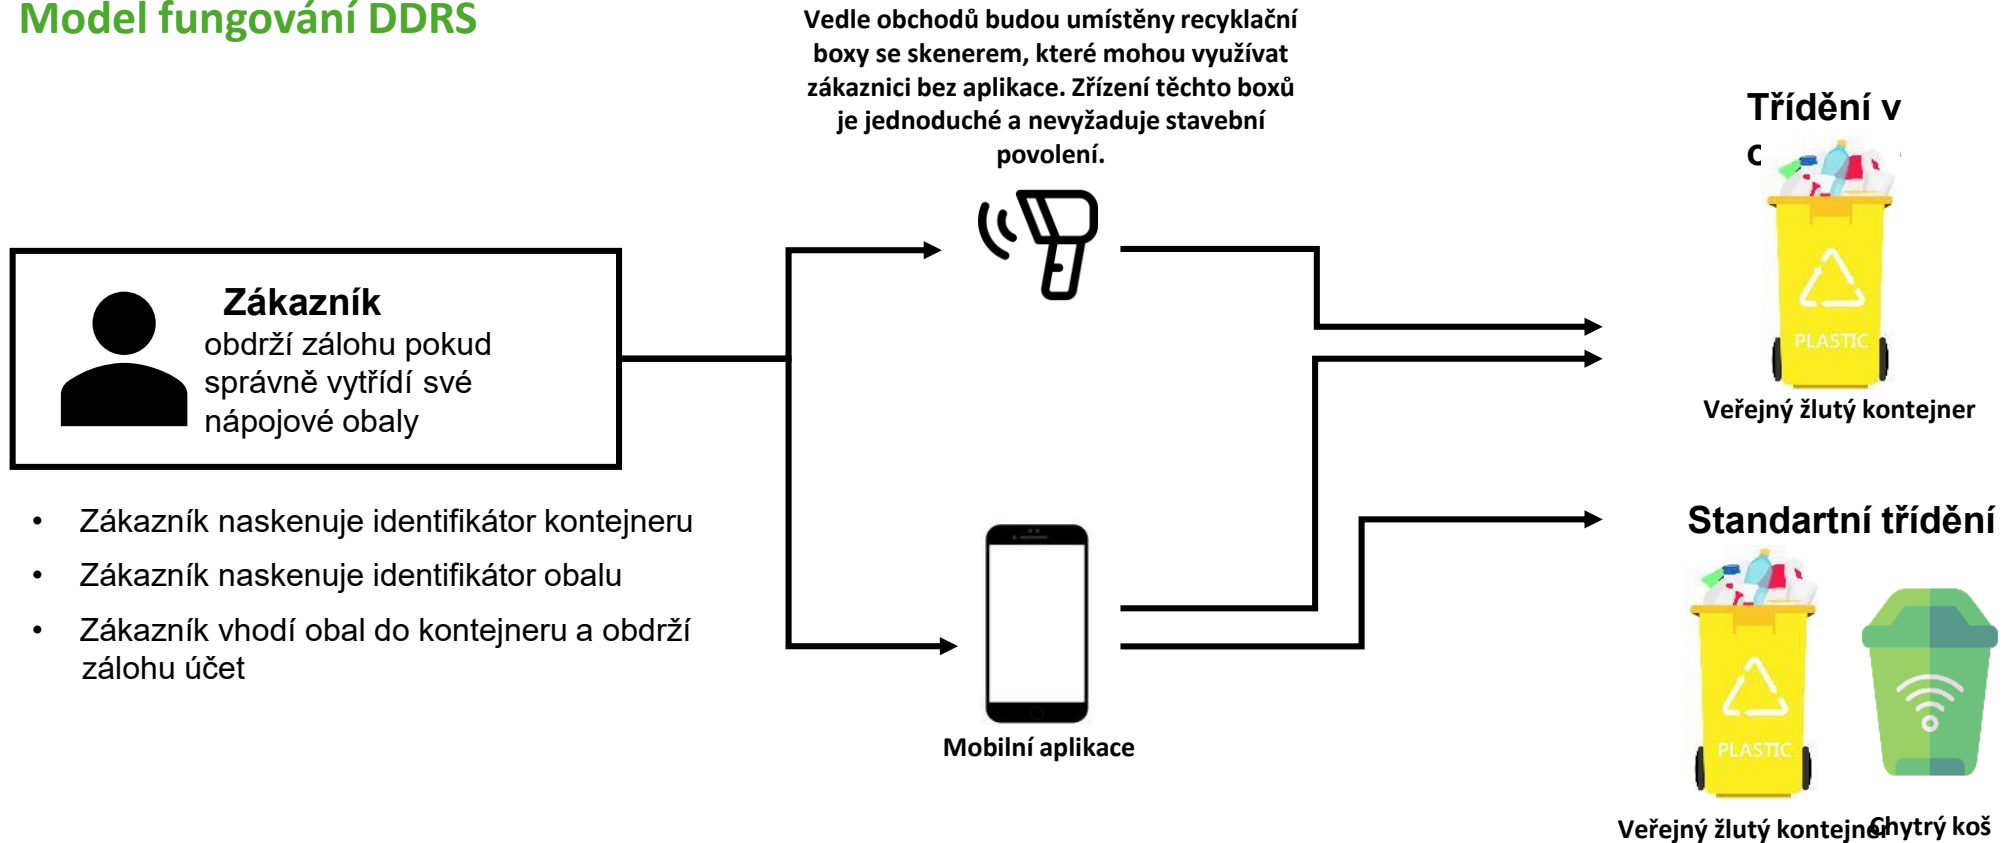 Model fungování DDRS
Vedle obchodů budou umístěny recyklační
boxy se skenerem, které mohou využívat
zákaznici bez aplikace. Zřízení těchto boxů
je jednoduché a nevyžaduje stavební
povolení.
Třídění v
Zákazník
obdrží zálohu pokud
správně vytřídí své
nápojové obaly
PLASTIC
Veřejný žlutý kontejner
• Zákazník naskenuje identifikátor kontejneru
• Zákazník naskenuje identifikátor obalu
• Zákazník vhodí obal do kontejneru a obdrží
zálohu účet
Mobilní aplikace
Standartní třídění
PLASTIC
Veřejný žlutý kontejner
Chytrý koš